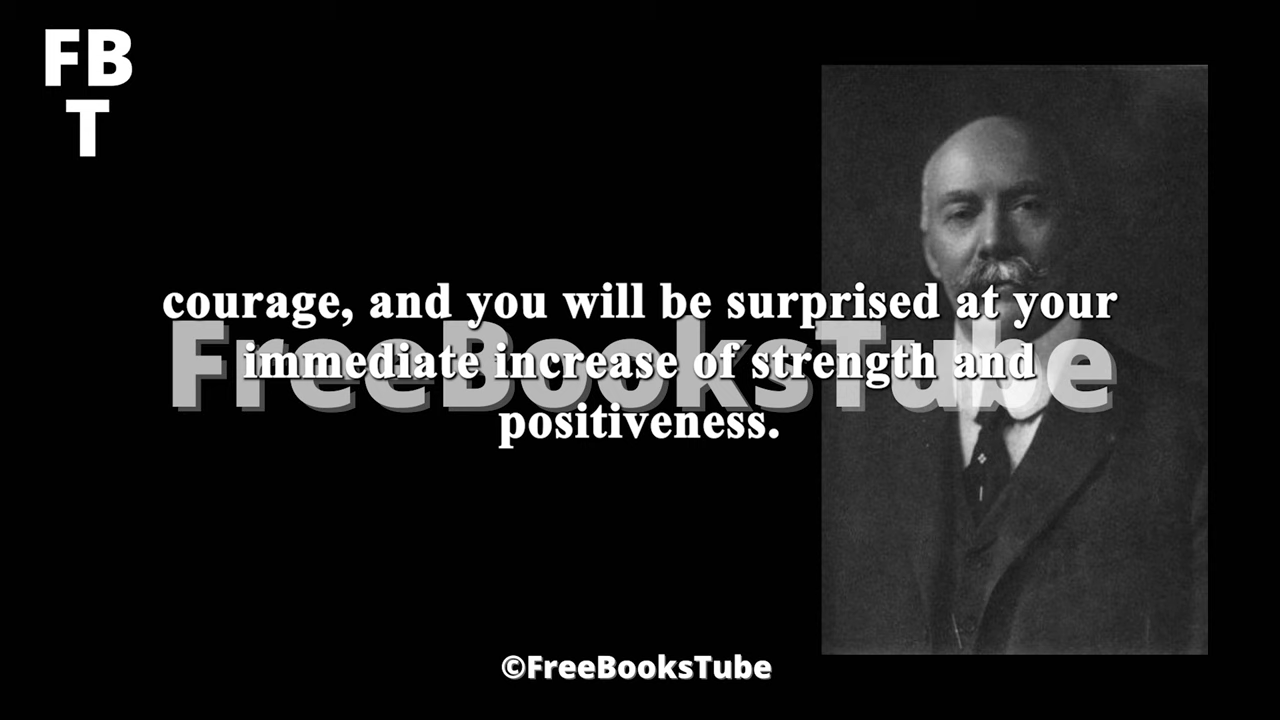 FB
T
courage, and you will be surprised at your
FreeBooksTube
immediate increase of strength and
positiveness.
©FreeBooksTube